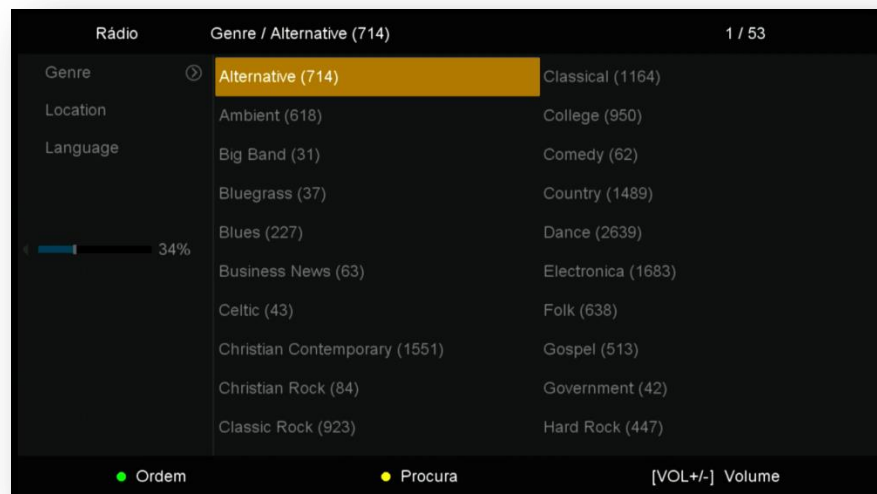 Rádio
Genre / Alternative (714)
1 / 53
Genre
Location
Language
34%
Alternative (714)
Ambient (618)
Big Band (31)
Bluegrass (37)
Blues (227)
Business News (63)
Celtic (43)
Christian Contemporary (1551)
Christian Rock (84)
Classic Rock (923)
Classical (1164)
College (950)
Comedy (62)
Country (1489)
Dance (2639)
Electronica (1683)
Folk (638)
Gospel (513)
Government (42)
Hard Rock (447)
Ordem
Procura
[VOL+/-] Volume